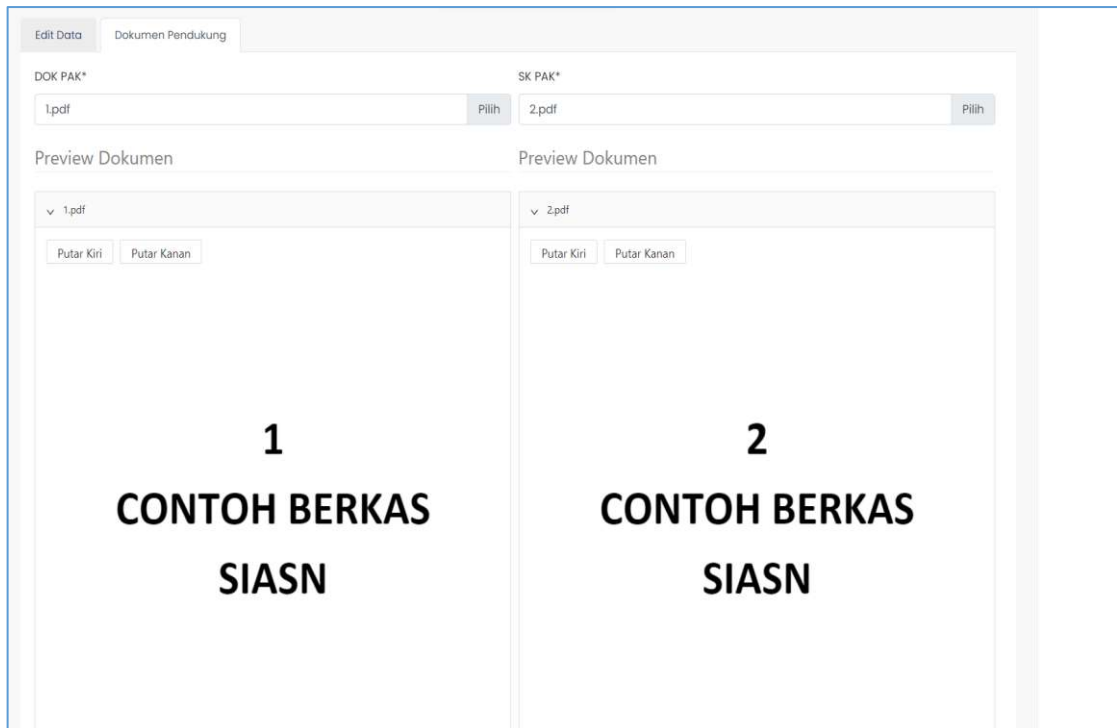 Edit Data
Dokumen Pendukung
DOK PAK*
1.pdf
Pilih
Preview Dokumen
1.pdf
Putar Kiri
Putar Kanan
1
CONTOH BERKAS
SIASN
SK PAK*
2.pdf
Pilih
Preview Dokumen
2.pdf
Putar Kiri
Putar Kanan
2
CONTOH BERKAS
SIASN